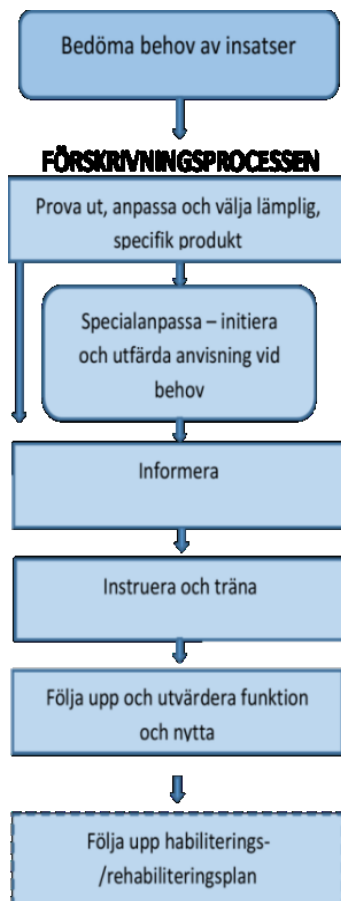 Bedöma behov av insatser
FÖRSKRIVNINGSPROCESSEN
Prova ut, anpassa och välja lämplig,
specifik produkt
Specialanpassa – initiera
och utfärda anvisning vid
behov
Informera
Instruera och träna
Följa upp och utvärdera funktion
och nytta
Följa upp habiliterings-
/rehabiliteringsplan